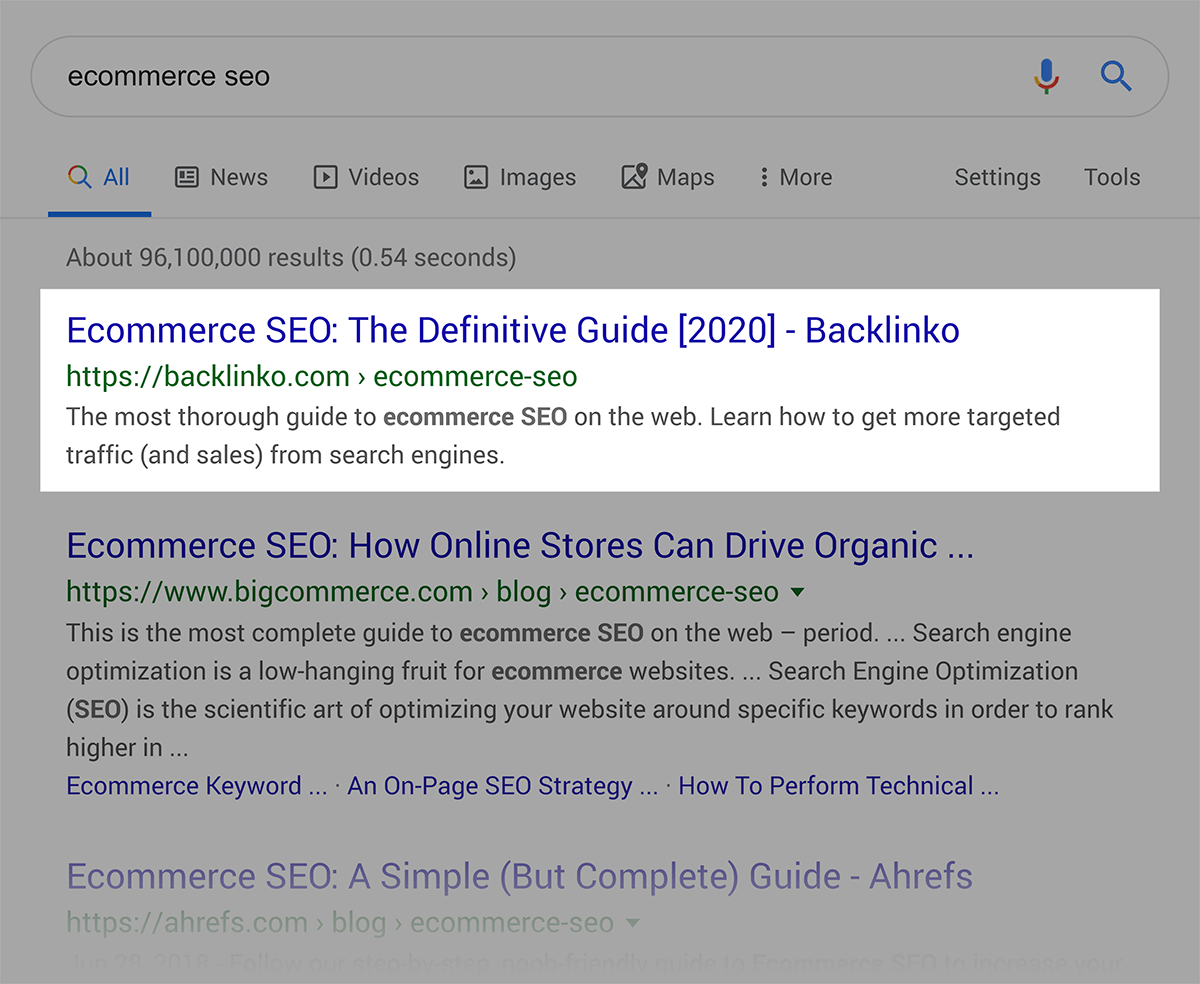 ecommerce seo
All News Videos Images Maps More Settings Tools
About 96,100,000 results (0.54 seconds)
Ecommerce SEO: The Definitive Guide [2020] - Backlinko
https://backlinko.com › ecommerce-seo
The most thorough guide to ecommerce SEO on the web. Learn how to get more targeted
traffic (and sales) from search engines.
Ecommerce SEO: How Online Stores Can Drive Organic ...
https://www.bigcommerce.com › blog › ecommerce-seo
This is the most complete guide to ecommerce SEO on the web – period. ... Search engine
optimization is a low-hanging fruit for ecommerce websites. ... Search Engine Optimization
(SEO) is the scientific art of optimizing your website around specific keywords in order to rank
higher in ...
Ecommerce Keyword ... · An On-Page SEO Strategy ... · How To Perform Technical ...
Ecommerce SEO: A Simple (But Complete) Guide - Ahrefs
https://ahrefs.com › blog › ecommerce-seo
Jun 28, 2018 - Follow our step-by-step, noob-friendly guide to Ecommerce SEO to increase your